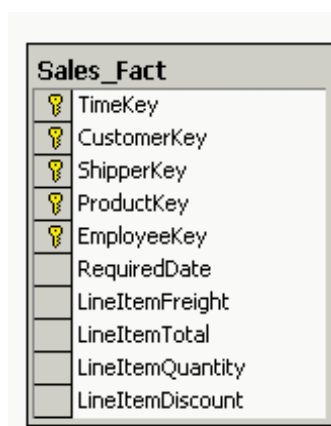 Sales_Fact
TimeKey
CustomerKey
ShipperKey
ProductKey
EmployeeKey
RequiredDate
LineItemFreight
LineItemTotal
LineItemQuantity
LineItemDiscount